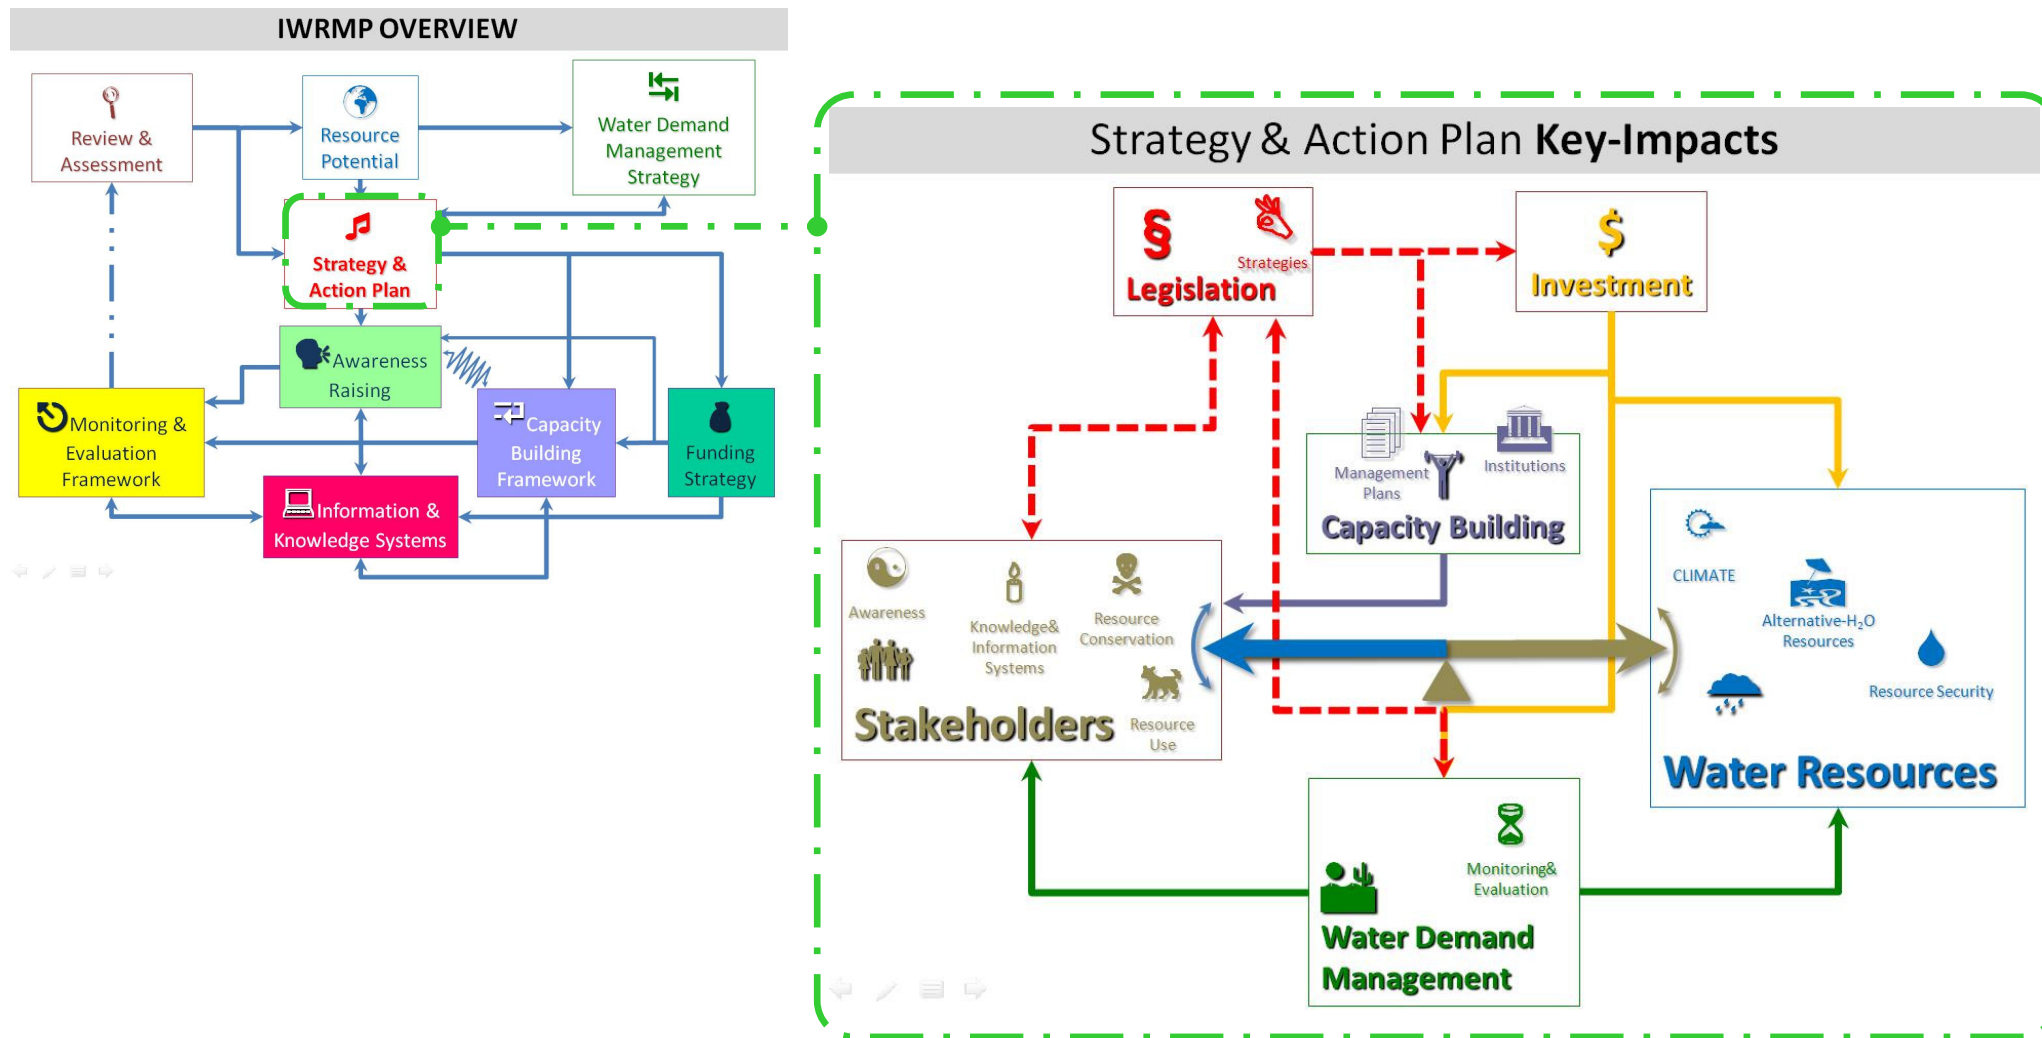 IWRMP OVERVIEW
Review &
Assessment
Resource
Potential
Water Demand
Management
Strategy
Strategy &
Action Plan
Awareness
Raising
Monitoring &
Evaluation
Framework
Capacity
Building
Framework
Funding
Strategy
Information &
Knowledge Systems
Strategy & Action Plan Key-Impacts
§
Strategies
Legislation
$
Investment
Management
Plans
Institutions
Capacity Building
Awareness
Knowledge&
Information
Systems
Resource
Conservation
Resource
Use
Stakeholders
CLIMATE
Alternative-H₂O
Resources
Resource Security
Water Resources
Monitoring&
Evaluation
Water Demand
Management